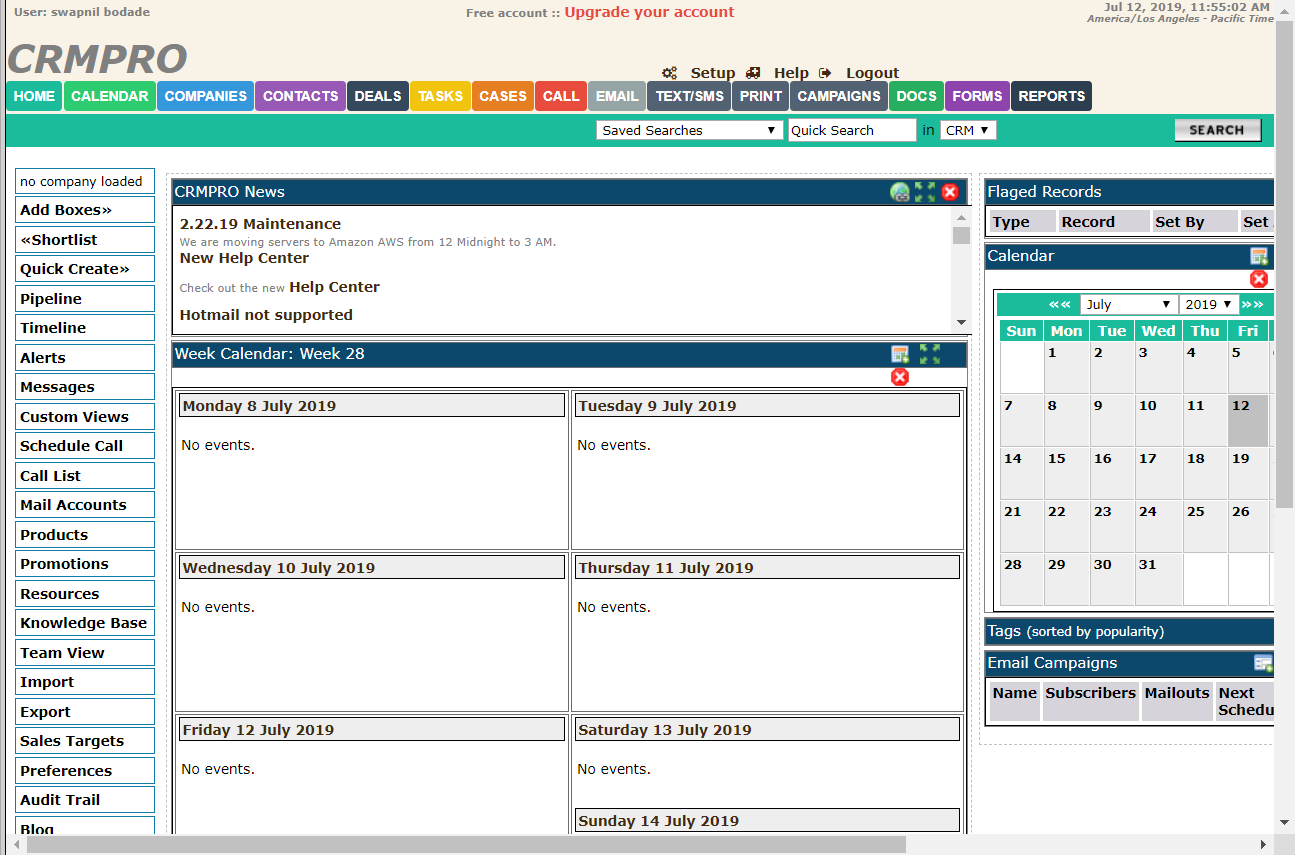 User: swapnil bodade
Free account :: Upgrade your account
Jul 12, 2019, 11:55:02 AM
America/Los Angeles - Pacific Time
CRMPRO
Setup Help Logout
HOME CALENDAR COMPANIES CONTACTS DEALS TASKS CASES CALL EMAIL TEXT/SMS PRINT CAMPAIGNS DOCS FORMS REPORTS
Saved Searches ▼ Quick Search in CRM ▼ SEARCH
no company loaded
Add Boxes»
«Shortlist
Quick Create»
Pipeline
Timeline
Alerts
Messages
Custom Views
Schedule Call
Call List
Mail Accounts
Products
Promotions
Resources
Knowledge Base
Team View
Import
Export
Sales Targets
Preferences
Audit Trail
Blog
CRMPRO News
2.22.19 Maintenance
We are moving servers to Amazon AWS from 12 Midnight to 3 AM.
New Help Center
Check out the new Help Center
Hotmail not supported
Week Calendar: Week 28
Monday 8 July 2019
No events.
Tuesday 9 July 2019
No events.
Wednesday 10 July 2019
No events.
Thursday 11 July 2019
No events.
Friday 12 July 2019
No events.
Saturday 13 July 2019
No events.
Sunday 14 July 2019
Flaged Records
Type Record Set By Set
Calendar
«« July ▼ 2019 ▼ »»
Sun Mon Tue Wed Thu Fri
1 2 3 4 5
7 8 9 10 11 12
14 15 16 17 18 19
21 22 23 24 25 26
28 29 30 31
Tags (sorted by popularity)
Email Campaigns
Name Subscribers Mailouts Next
Schedu